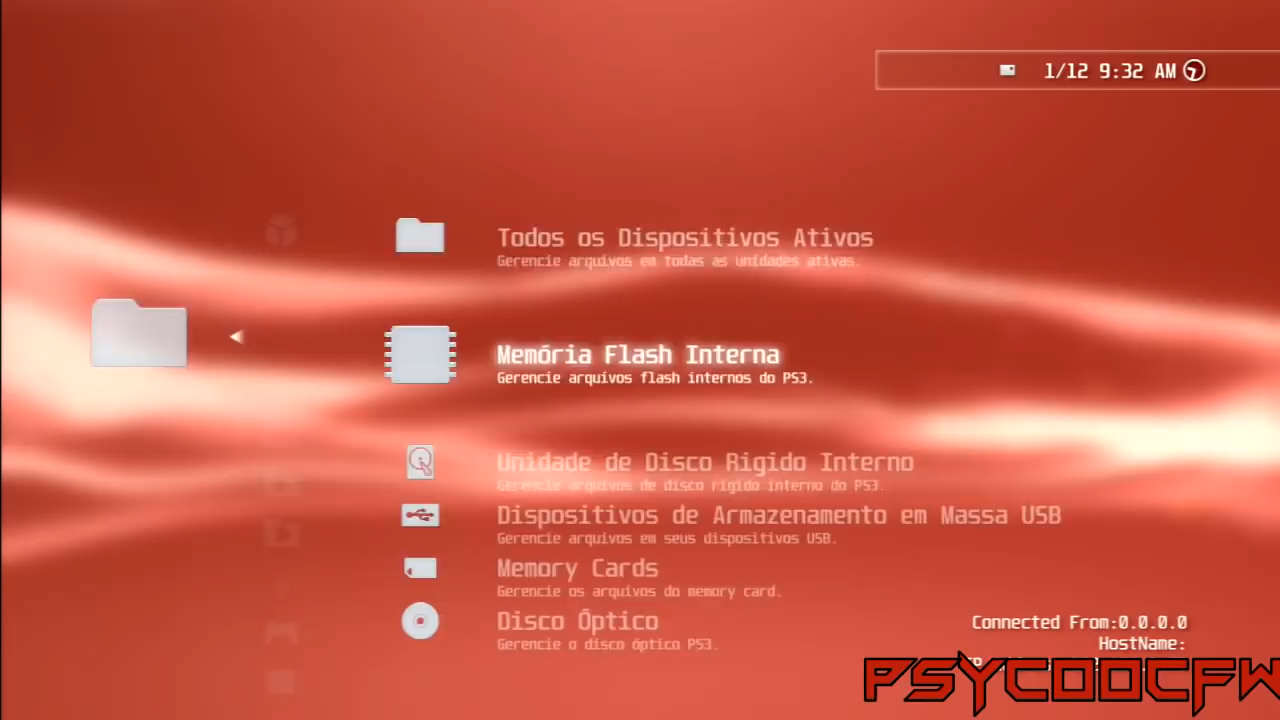 1/12 9:32 AM
Todos os Dispositivos Ativos
Gerencie arquivos em todas as unidades ativas.
Memória Flash Interna
Gerencie arquivos flash internos do PS3.
Unidade de Disco Rigido Interno
Gerencie arquivos de disco rigido interno do PS3.
Dispositivos de Armazenamento em Massa USB
Gerencie arquivos em seus dispositivos USB.
Memory Cards
Gerencie os arquivos do memory card.
Disco Óptico
Gerencie o disco óptico PS3.
Connected From:0.0.0.0
HostName:
PSYCOOCFW